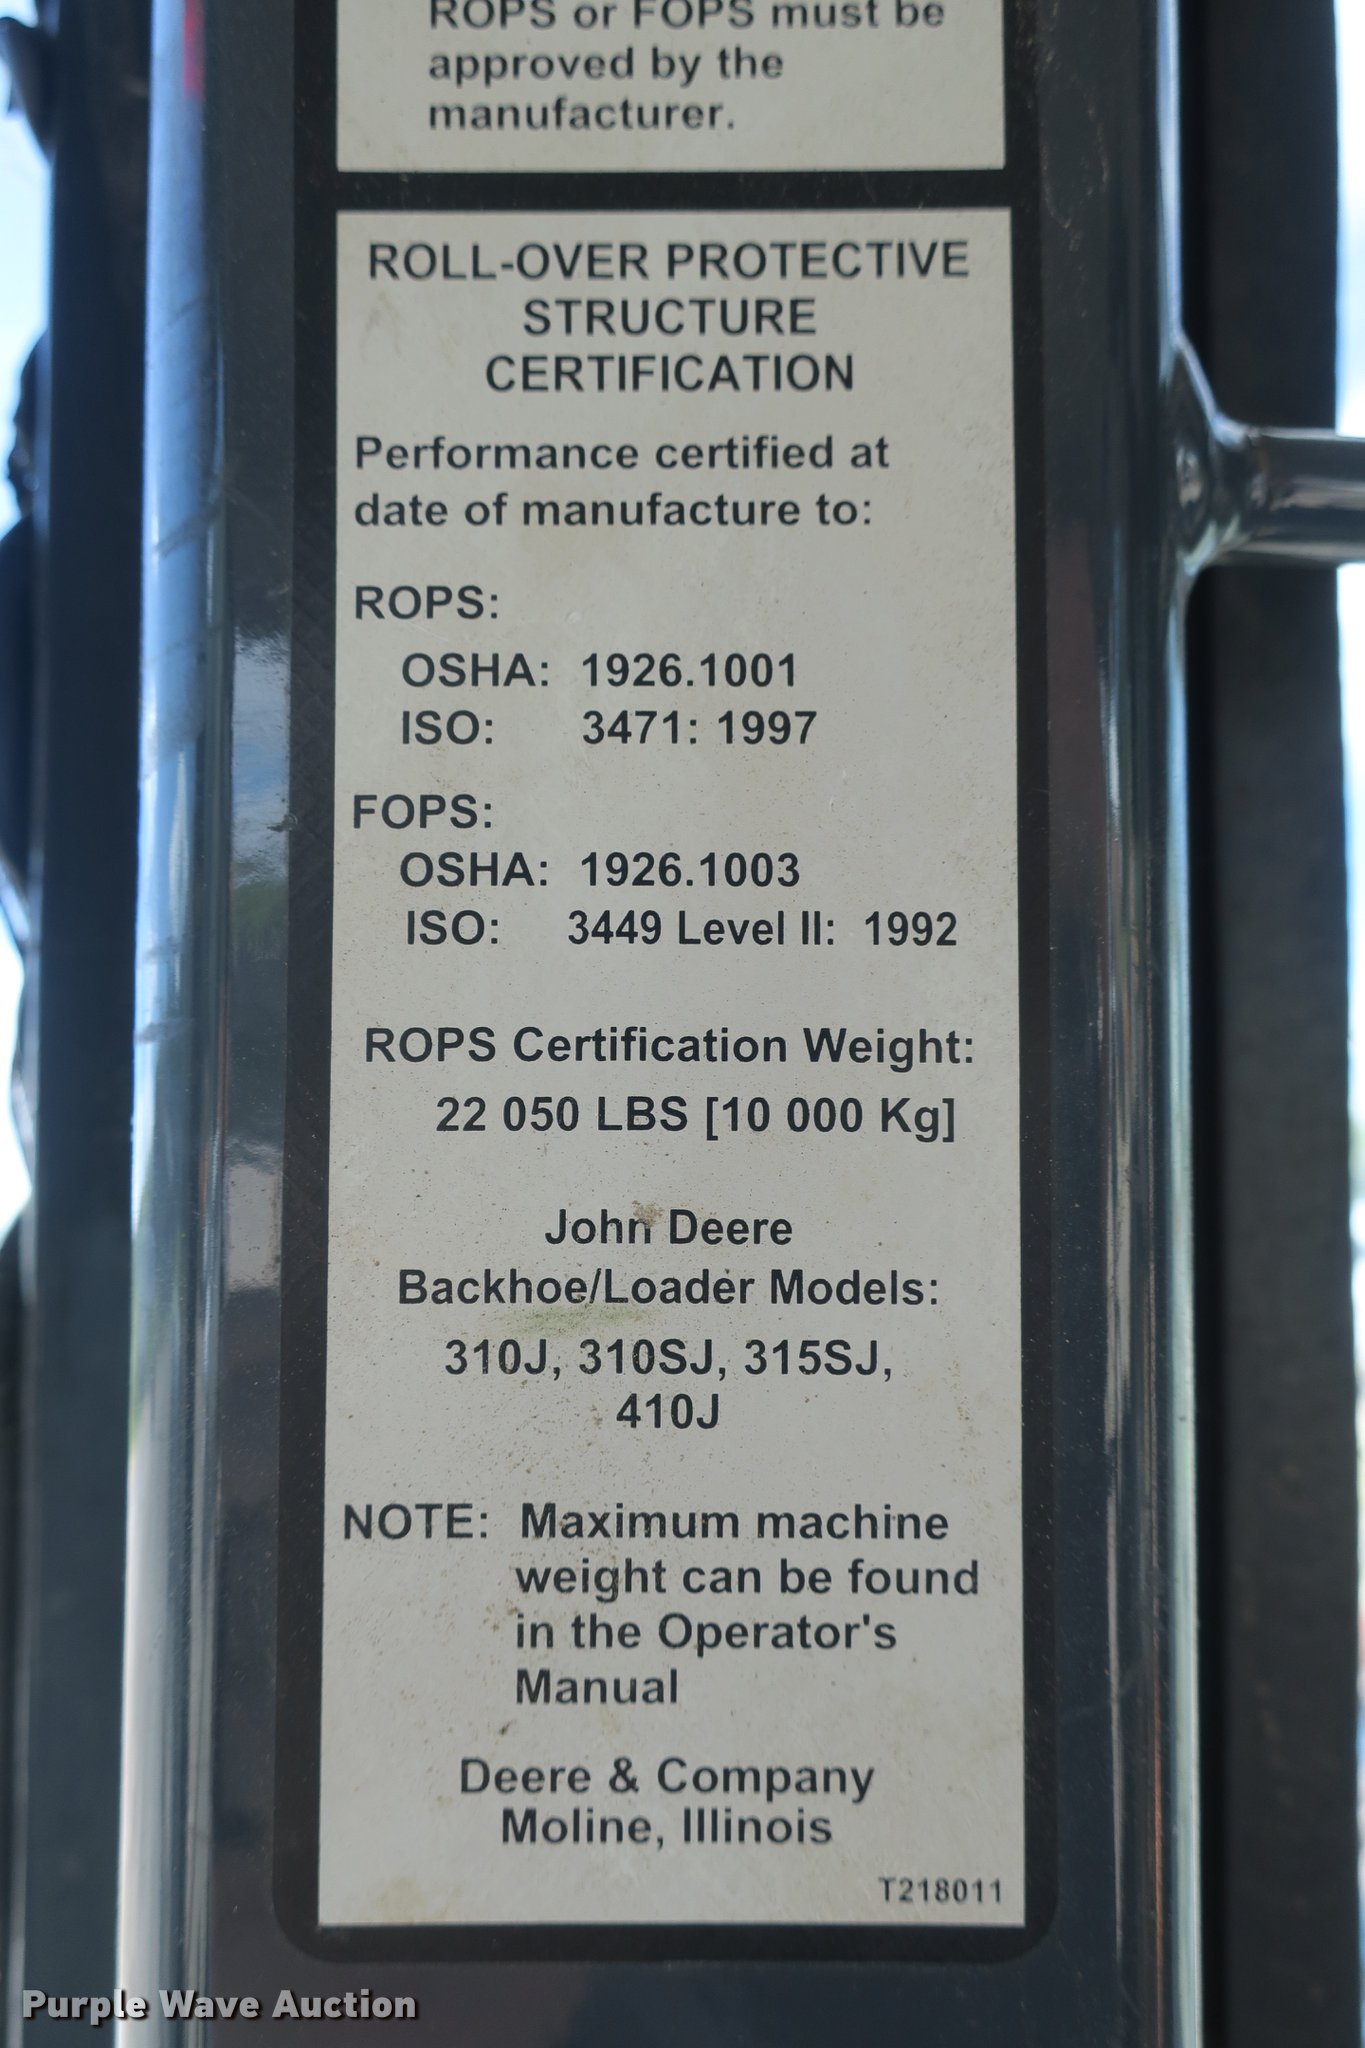 ROPS or FOPS must be
approved by the
manufacturer.
ROLL-OVER PROTECTIVE
STRUCTURE
CERTIFICATION
Performance certified at
date of manufacture to:
ROPS:
OSHA: 1926.1001
ISO: 3471: 1997
FOPS:
OSHA: 1926.1003
ISO: 3449 Level II: 1992
ROPS Certification Weight:
22 050 LBS [10 000 Kg]
John Deere
Backhoe/Loader Models:
310J, 310SJ, 315SJ,
410J
NOTE: Maximum machine
weight can be found
in the Operator's
Manual
Deere & Company
Moline, Illinois
T218011
Purple Wave Auction